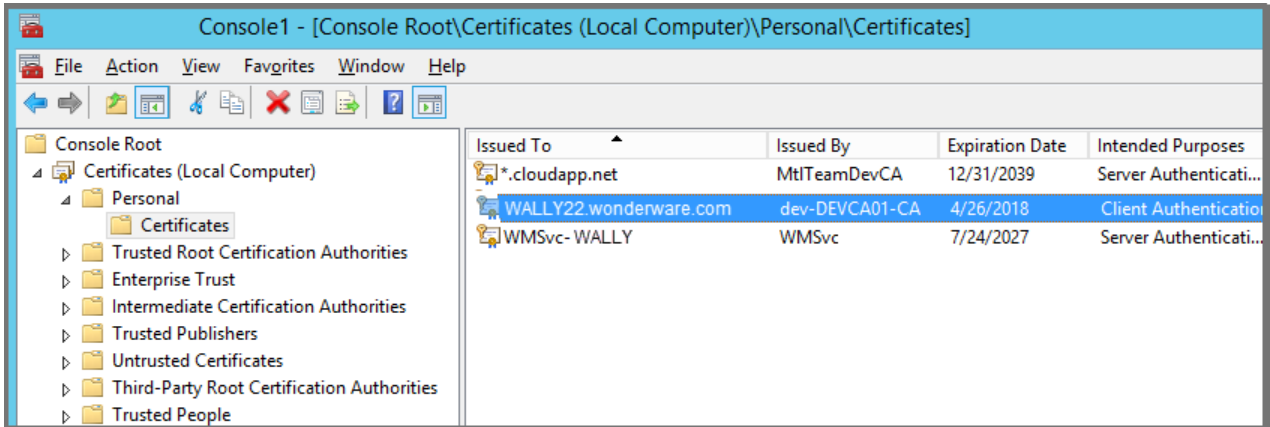 Console1 - [Console Root\Certificates (Local Computer)\Personal\Certificates]
File Action View Favorites Window Help
Console Root
Certificates (Local Computer)
Personal
Certificates
Trusted Root Certification Authorities
Enterprise Trust
Intermediate Certification Authorities
Trusted Publishers
Untrusted Certificates
Third-Party Root Certification Authorities
Trusted People
Issued To Issued By Expiration Date Intended Purposes
*.cloudapp.net MtlTeamDevCA 12/31/2039 Server Authenticati...
WALLY22.wonderware.com dev-DEVCA01-CA 4/26/2018 Client Authentication
WMSvc- WALLY WMSvc 7/24/2027 Server Authenticati...